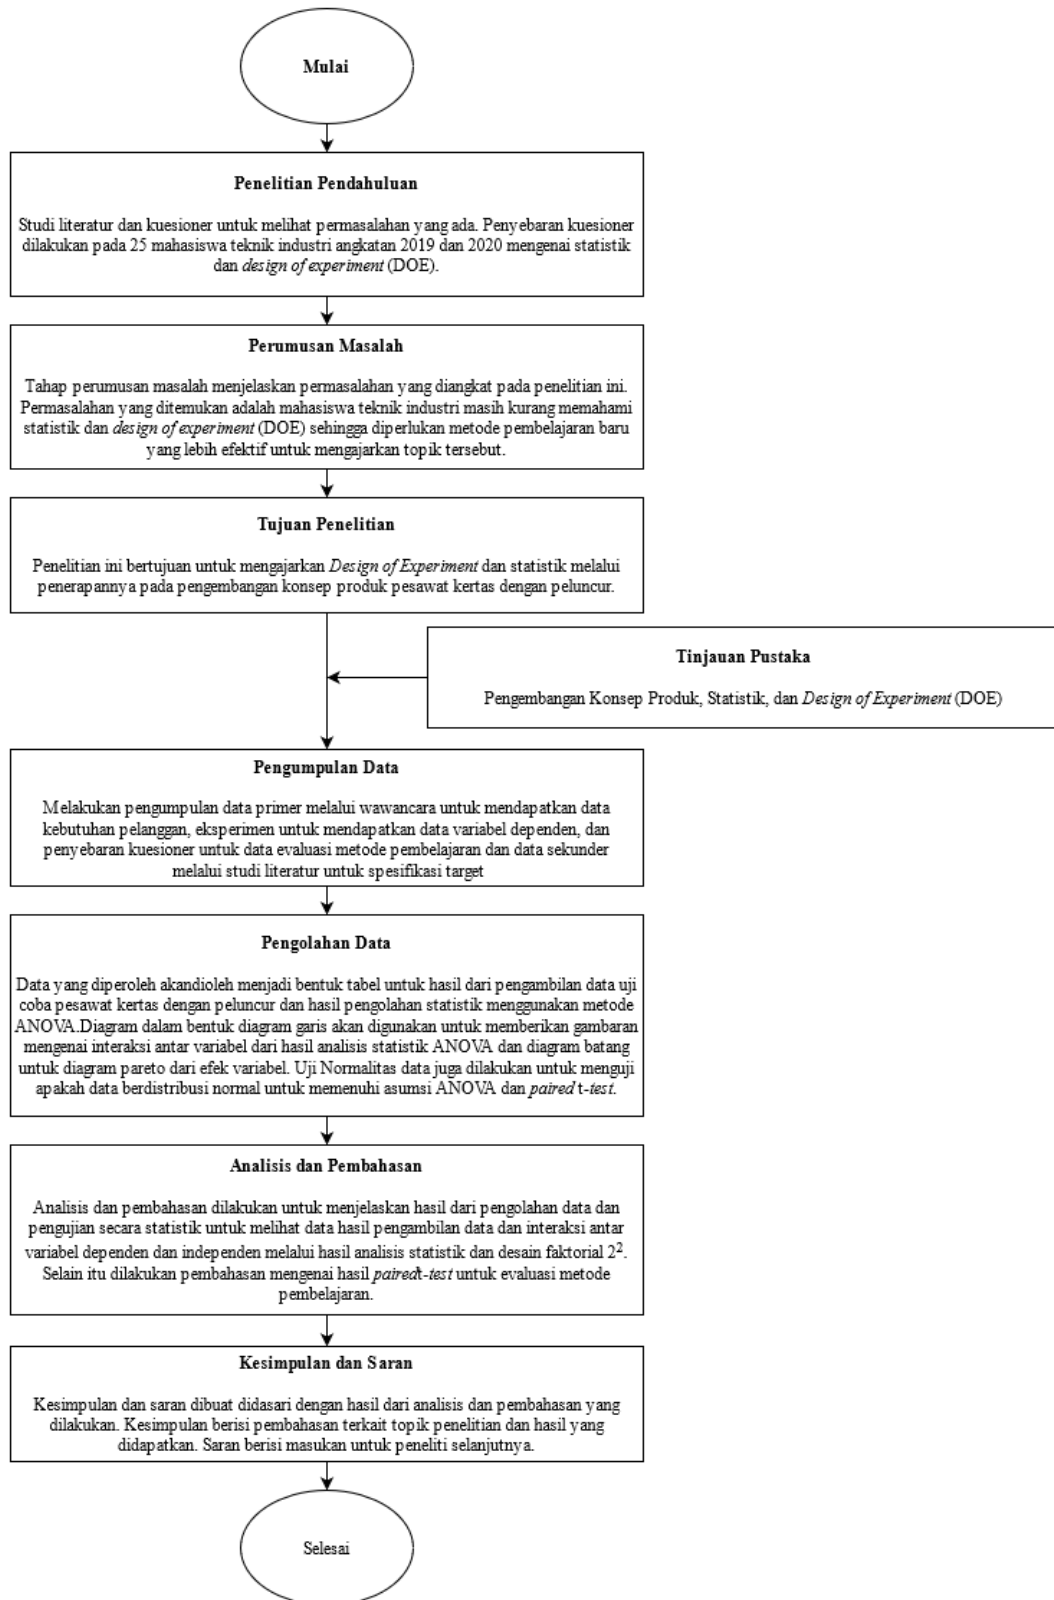 Mulai
Penelitian Pendahuluan
Studi literatur dan kuesioner untuk melihat permasalahan yang ada. Penyebaran kuesioner
dilakukan pada 25 mahasiswa teknik industri angkatan 2019 dan 2020 mengenai statistik
dan design of experiment (DOE).
Perumusan Masalah
Tahap perumusan masalah menjelaskan permasalahan yang diangkat pada penelitian ini.
Permasalahan yang ditemukan adalah mahasiswa teknik industri masih kurang memahami
statistik dan design of experiment (DOE) sehingga diperlukan metode pembelajaran baru
yang lebih efektif untuk mengajarkan topik tersebut.
Tujuan Penelitian
Penelitian ini bertujuan untuk mengajarkan Design of Experiment dan statistik melalui
penerapannya pada pengembangan konsep produk pesawat kertas dengan peluncur.
Tinjauan Pustaka
Pengembangan Konsep Produk, Statistik, dan Design of Experiment (DOE)
Pengumpulan Data
Melakukan pengumpulan data primer melalui wawancara untuk mendapatkan data
kebutuhan pelanggan, eksperimen untuk mendapatkan data variabel dependen, dan
penyebaran kuesioner untuk data evaluasi metode pembelajaran dan data sekunder
melalui studi literatur untuk spesifikasi target
Pengolahan Data
Data yang diperoleh akandioleh menjadi bentuk tabel untuk hasil dari pengambilan data uji
coba pesawat kertas dengan peluncur dan hasil pengolahan statistik menggunakan metode
ANOVA.Diagram dalam bentuk diagram garis akan digunakan untuk memberikan gambaran
mengenai interaksi antar variabel dari hasil analisis statistik ANOVA dan diagram batang
untuk diagram pareto dari efek variabel. Uji Normalitas data juga dilakukan untuk menguji
apakah data berdistribusi normal untuk memenuhi asumsi ANOVA dan paired t-test.
Analisis dan Pembahasan
Analisis dan pembahasan dilakukan untuk menjelaskan hasil dari pengolahan data dan
pengujian secara statistik untuk melihat data hasil pengambilan data dan interaksi antar
variabel dependen dan independen melalui hasil analisis statistik dan desain faktorial 2².
Selain itu dilakukan pembahasan mengenai hasil pairedt-test untuk evaluasi metode
pembelajaran.
Kesimpulan dan Saran
Kesimpulan dan saran dibuat didasari dengan hasil dari analisis dan pembahasan yang
dilakukan. Kesimpulan berisi pembahasan terkait topik penelitian dan hasil yang
didapatkan. Saran berisi masukan untuk peneliti selanjutnya.
Selesai